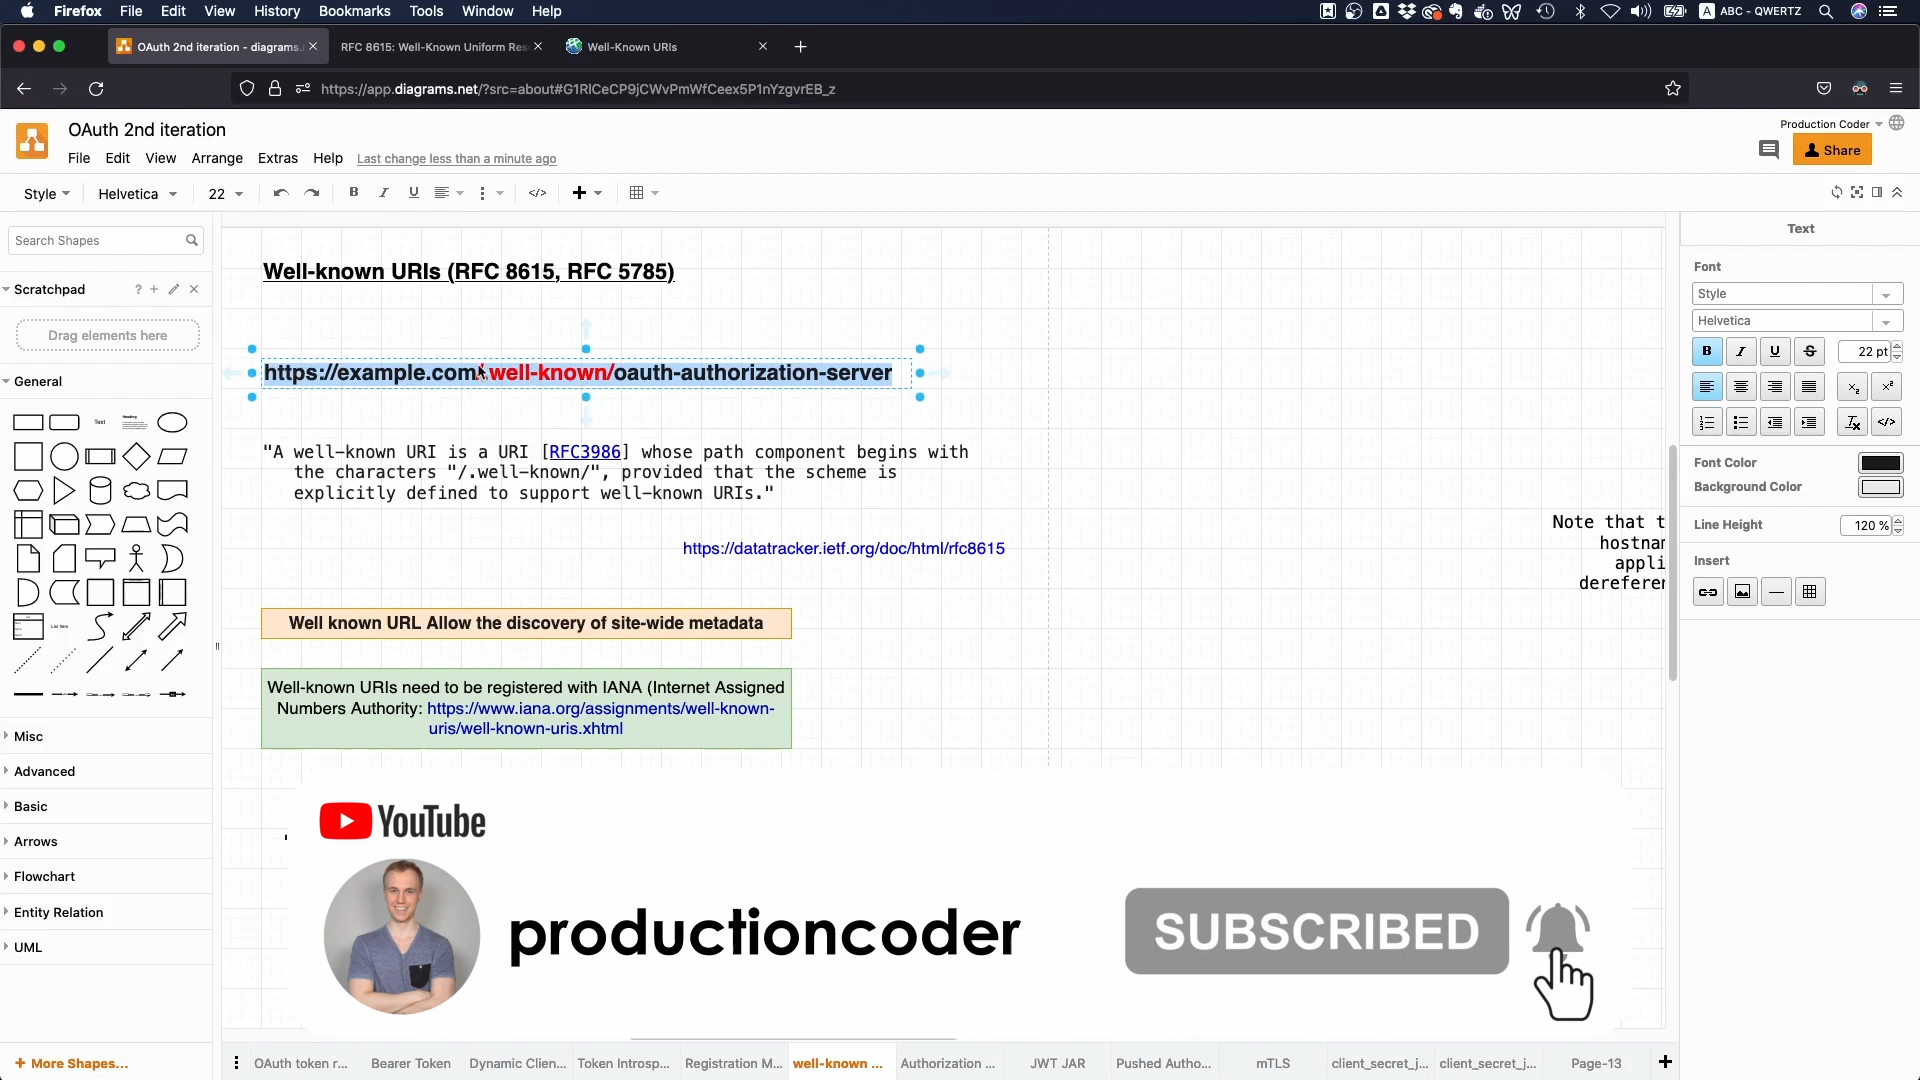 Firefox File Edit View History Bookmarks Tools Window Help
A ABC - QWERTZ
OAuth 2nd iteration - diagrams.
RFC 8615: Well-Known Uniform Res
Well-Known URIs
https://app.diagrams.net/?src=about#G1RlCeCP9jCWvPmWfCeex5P1nYzgvrEB_z
OAuth 2nd iteration
Production Coder
File Edit View Arrange Extras Help Last change less than a minute ago
Share
Style Helvetica 22 B I U
Search Shapes
Text
Scratchpad
Drag elements here
General
Text
Heading
List Item
Misc
Advanced
Basic
Arrows
Flowchart
Entity Relation
UML
+ More Shapes...
Well-known URIs (RFC 8615, RFC 5785)
https://example.com/.well-known/oauth-authorization-server
"A well-known URI is a URI [RFC3986] whose path component begins with
the characters "/.well-known/", provided that the scheme is
explicitly defined to support well-known URIs."
https://datatracker.ietf.org/doc/html/rfc8615
Note that t
hostnam
appli
dereferen
Well known URL Allow the discovery of site-wide metadata
Well-known URIs need to be registered with IANA (Internet Assigned
Numbers Authority: https://www.iana.org/assignments/well-known-
uris/well-known-uris.xhtml
YouTube
productioncoder
SUBSCRIBED
Font
Style
Helvetica
B I U S 22 pt
Font Color
Background Color
Line Height 120 %
Insert
OAuth token r... Bearer Token Dynamic Clien... Token Introsp... Registration M... well-known ... Authorization ... JWT JAR Pushed Autho... mTLS client_secret_j... client_secret_j... Page-13